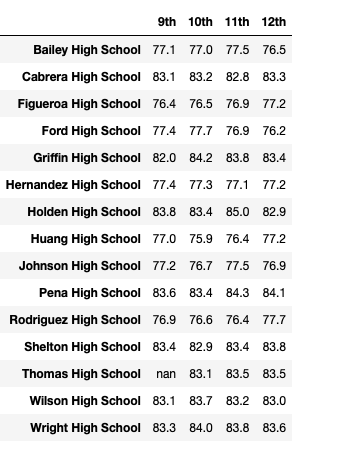 9th 10th 11th 12th
Bailey High School 77.1 77.0 77.5 76.5
Cabrera High School 83.1 83.2 82.8 83.3
Figueroa High School 76.4 76.5 76.9 77.2
Ford High School 77.4 77.7 76.9 76.2
Griffin High School 82.0 84.2 83.8 83.4
Hernandez High School 77.4 77.3 77.1 77.2
Holden High School 83.8 83.4 85.0 82.9
Huang High School 77.0 75.9 76.4 77.2
Johnson High School 77.2 76.7 77.5 76.9
Pena High School 83.6 83.4 84.3 84.1
Rodriguez High School 76.9 76.6 76.4 77.7
Shelton High School 83.4 82.9 83.4 83.8
Thomas High School nan 83.1 83.5 83.5
Wilson High School 83.1 83.7 83.2 83.0
Wright High School 83.3 84.0 83.8 83.6